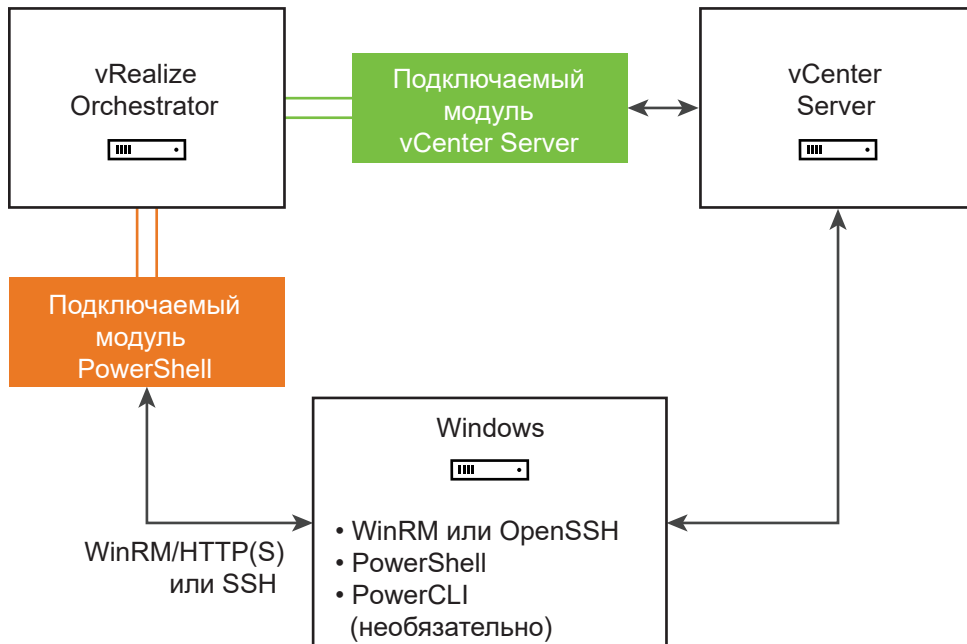 vRealize
Orchestrator
Подключаемый
модуль
vCenter Server
vCenter
Server
Подключаемый
модуль
PowerShell
WinRM/HTTP(S)
или SSH
Windows
• WinRM или OpenSSH
• PowerShell
• PowerCLI
(необязательно)